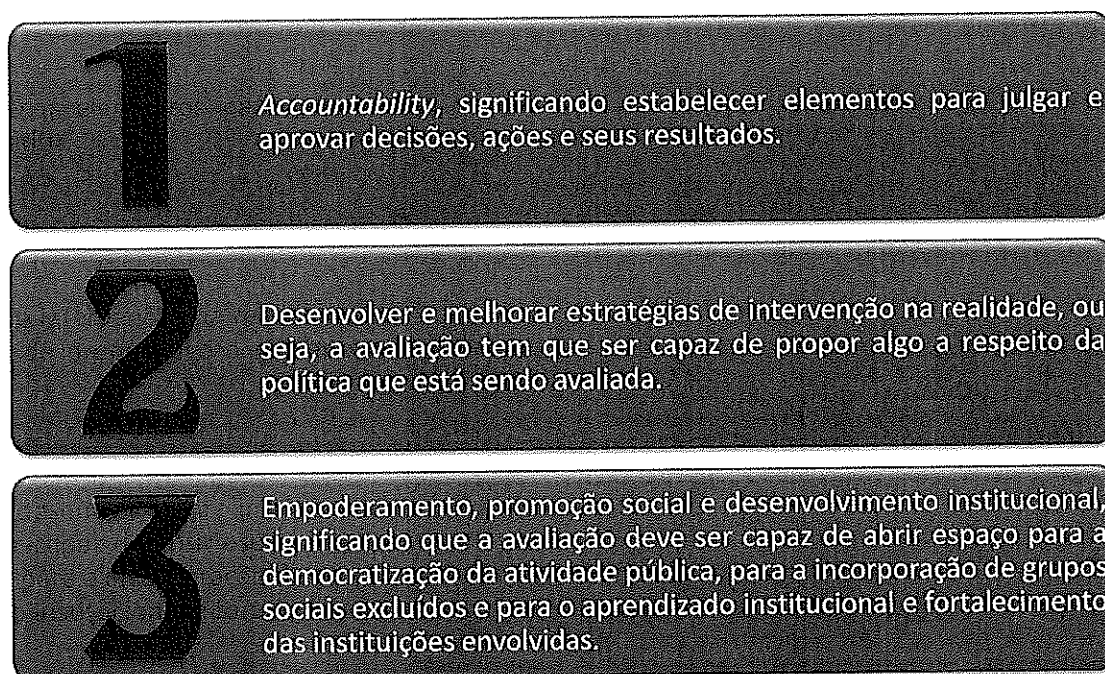 1
Accountability, significando estabelecer elementos para julgar e
aprovar decisões, ações e seus resultados.
2
Desenvolver e melhorar estratégias de intervenção na realidade, ou
seja, a avaliação tem que ser capaz de propor algo a respeito da
política que está sendo avaliada.
3
Empoderamento, promoção social e desenvolvimento institucional,
significando que a avaliação deve ser capaz de abrir espaço para a
democratização da atividade pública, para a incorporação de grupos
sociais excluídos e para o aprendizado institucional e fortalecimento
das instituições envolvidas.